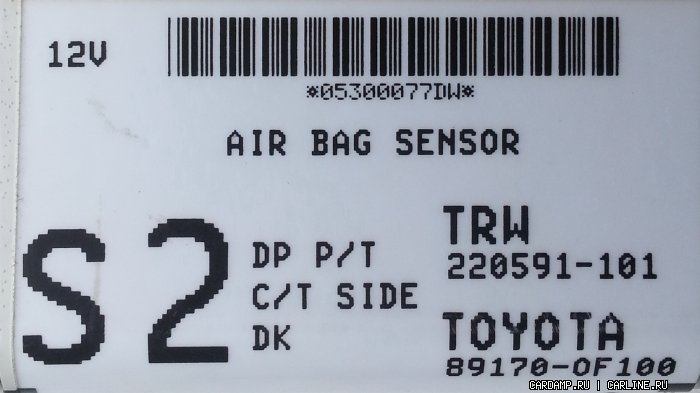 12V
*05300077DW*
AIR BAG SENSOR
S2
DP P/T
C/T SIDE
DK
TRW
220591-101
TOYOTA
89170-0F100
CARDAMP.RU | CARLINE.RU